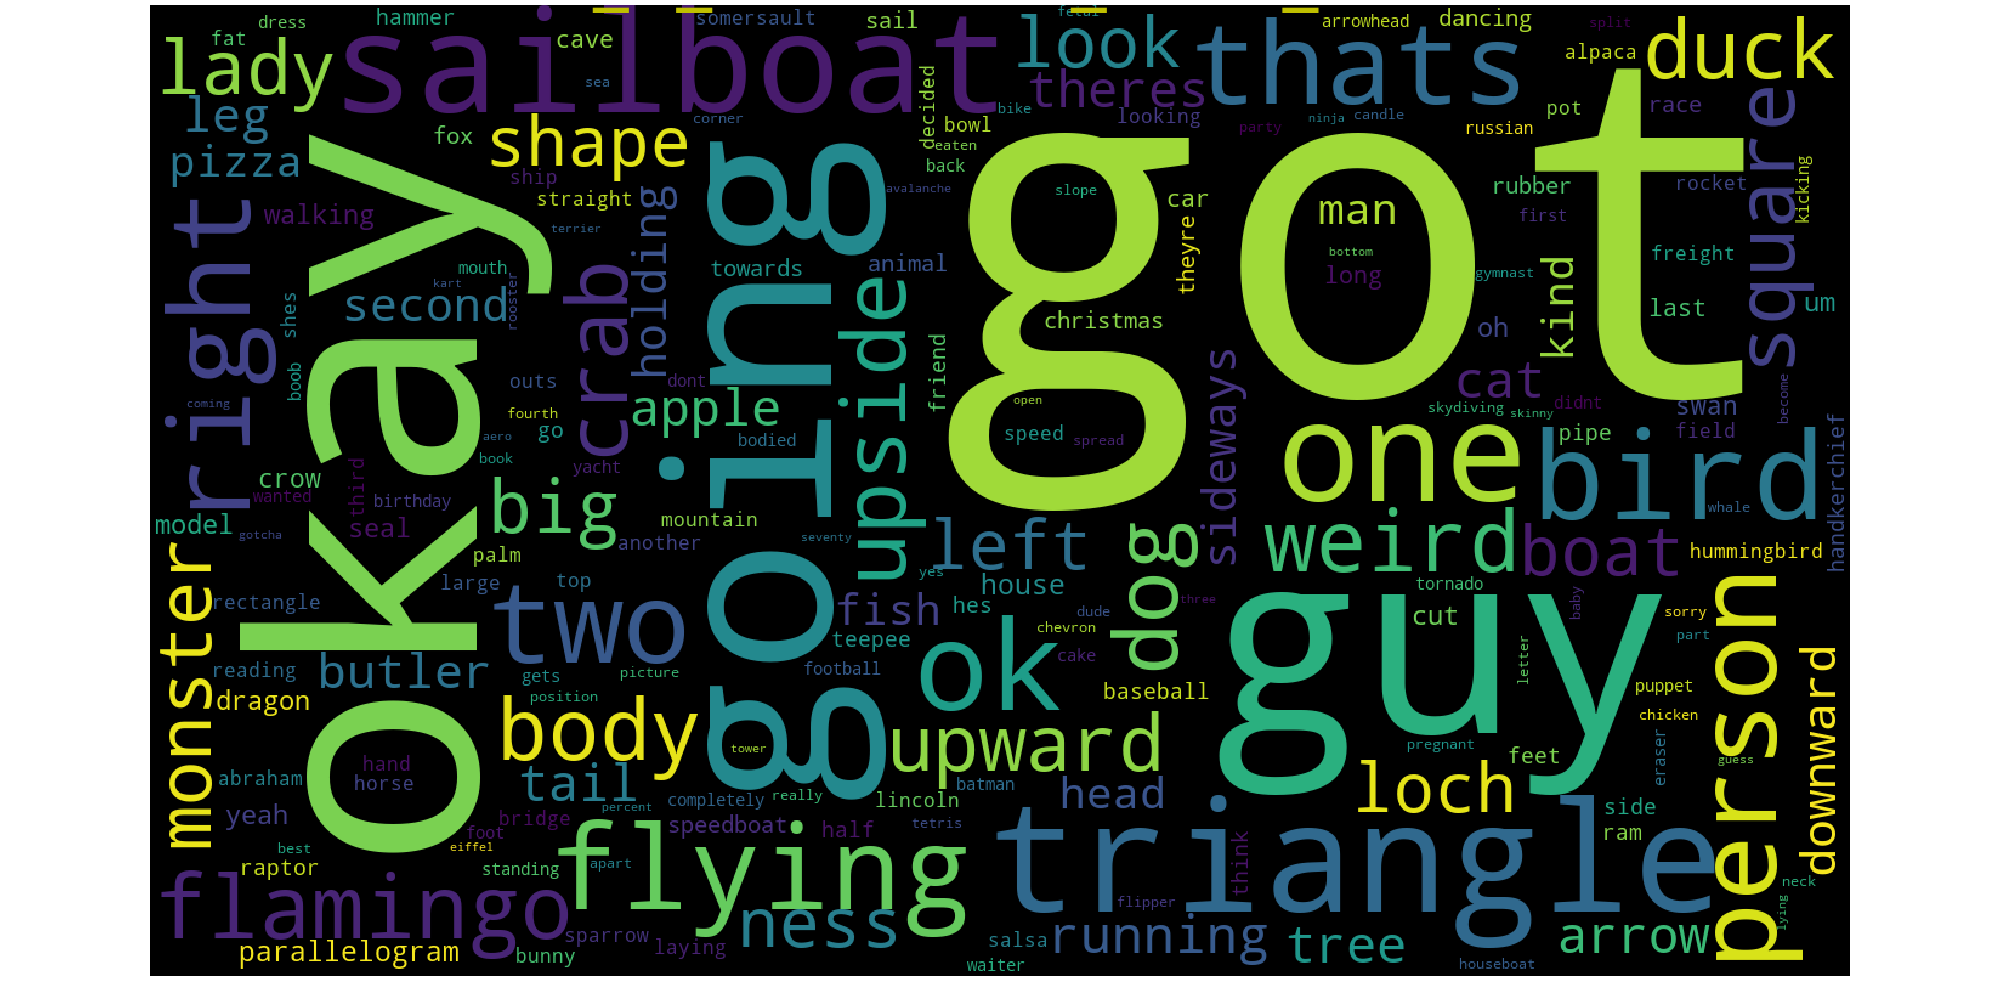 dress
hammer
somersault
sail
fetal
arrowhead
dancing
split
fat
lady
sailboat
cave
look
thats
alpaca
duck
sea
theres
leg
fox
shape
corner
decided
bowl
bike
looking
party
ninja
candle
russian
pot
race
square
pizza
ship
straight
eaten
back
avalanche
slope
car
man
rubber
first
rocket
kicking
right
walking
okay
terrier
holding
going
towards
animal
theyre
bottom
long
gymnast
freight
got
mouth
kart
rooster
second
crab
upside
christmas
oh
kind
last
um
shes
boob
outs
dont
friend
sideways
cat
become
coming
fourth
apple
open
skydiving
skinny
didnt
swan
go
aero
bodied
speed
spread
one
pipe
field
bird
handkerchief
crow
third
book
yacht
wanted
birthday
big
model
gotcha
seal
mountain
seventy
left
dog
weird
boat
whale
hummingbird
monster
palm
another
yes
house
large
top
rectangle
two
fish
hes
dude
three
tornado
baby
cut
sorry
person
teepee
chevron
part
reading
butler
gets
picture
football
ok
cake
guy
letter
downward
dragon
position
body
baseball
puppet
chicken
tower
upward
pregnant
feet
eraser
guess
hand
abraham
horse
tail
completely
really
batman
head
loch
yeah
percent
lincoln
side
foot
bridge
speedboat
half
tetris
ram
best
eiffel
flying
triangle
raptor
standing
apart
think
neck
flamingo
flipper
lying
ness
sparrow
laying
salsa
running
tree
arrow
parallelogram
bunny
waiter
houseboat